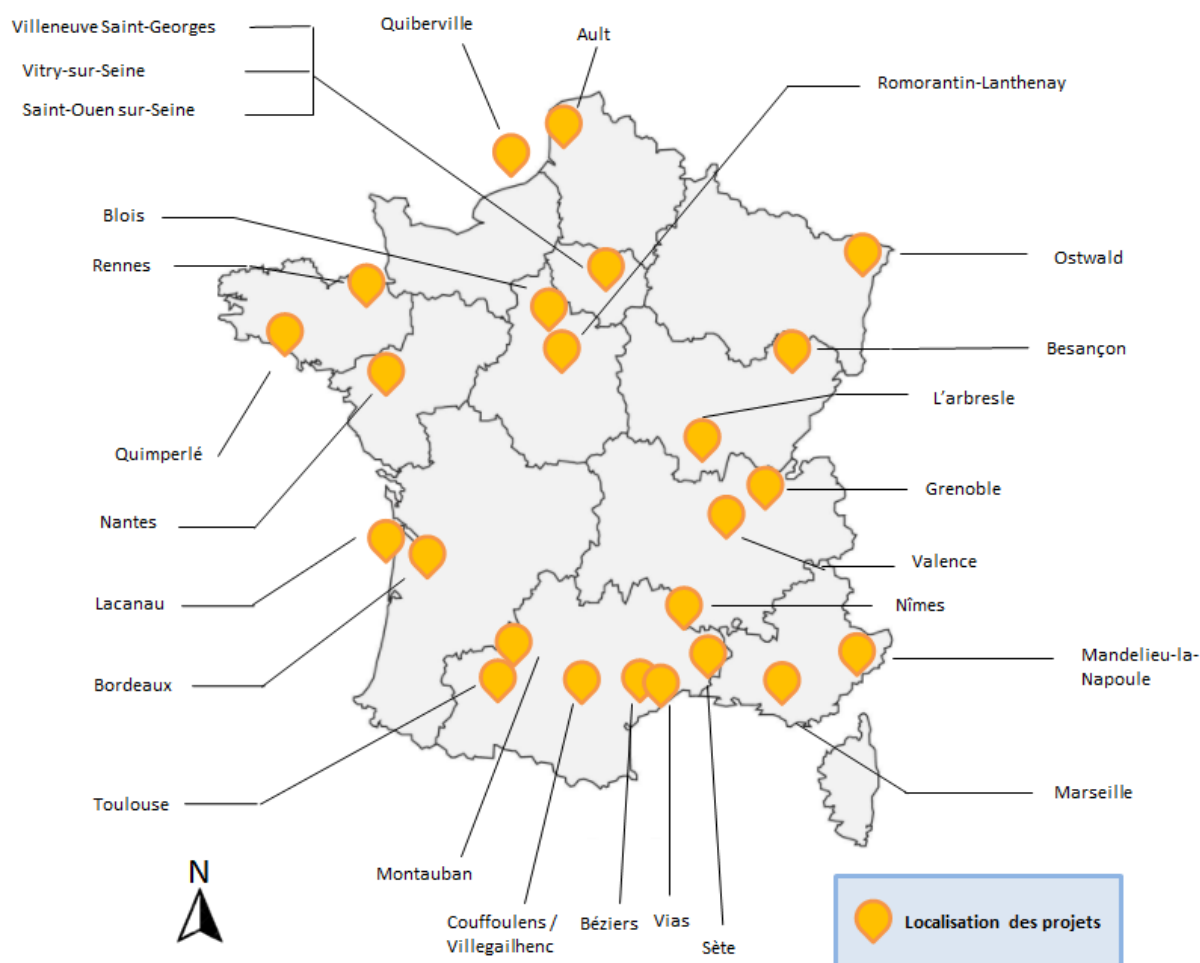 Villeneuve Saint-Georges
Vitry-sur-Seine
Saint-Ouen sur-Seine
Quiberville
Ault
Romorantin-Lanthenay
Blois
Rennes
Ostwald
Besançon
L'arbresle
Quimperlé
Grenoble
Nantes
Valence
Lacanau
Nîmes
Bordeaux
Mandelieu-la-
Napoule
Toulouse
Marseille
Montauban
Couffoulens /
Villegailhenc
Béziers
Vias
Sète
N
Localisation des projets